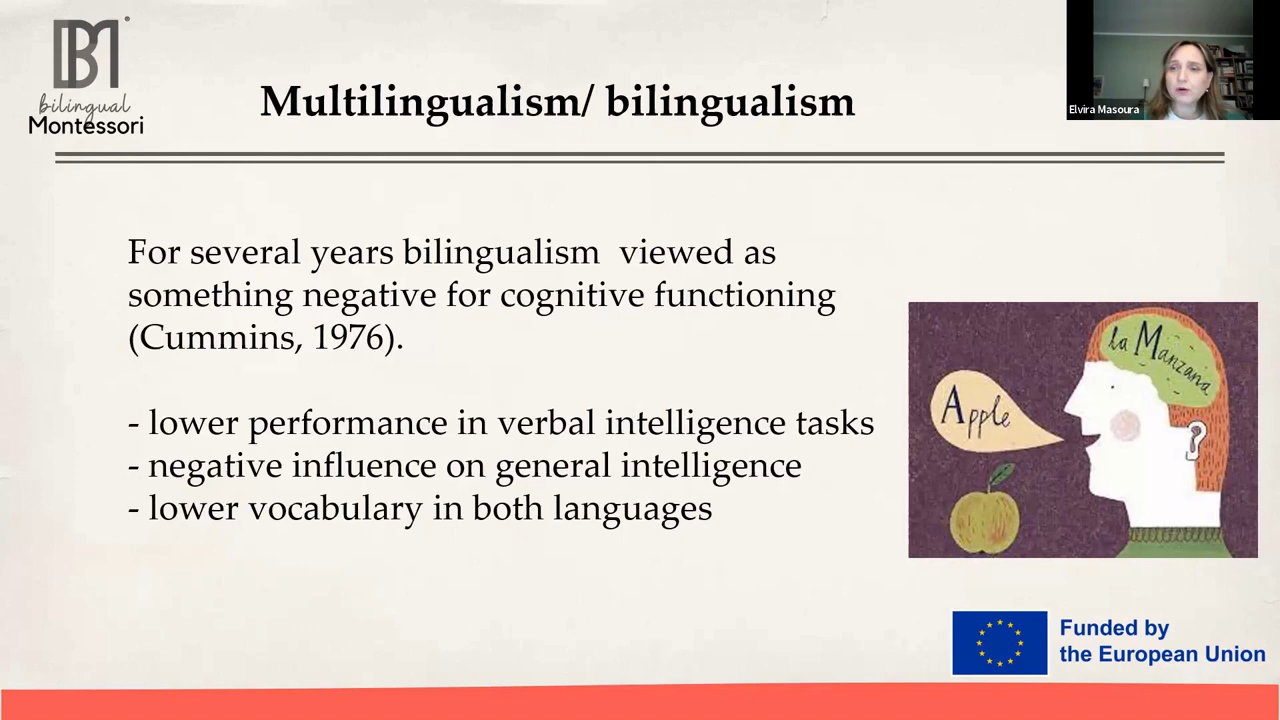 BM
bilingual
Montessori
Multilingualism/ bilingualism
Elvira Masoura
For several years bilingualism  viewed as
something negative for cognitive functioning
(Cummins, 1976).
- lower performance in verbal intelligence tasks
- negative influence on general intelligence
- lower vocabulary in both languages
la Manzana
Apple
Funded by
the European Union